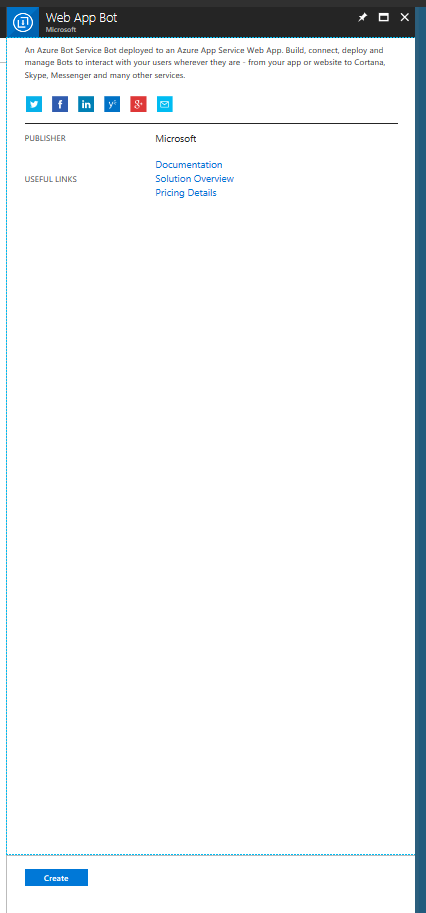 Web App Bot
Microsoft
An Azure Bot Service Bot deployed to an Azure App Service Web App. Build, connect, deploy and
manage Bots to interact with your users wherever they are - from your app or website to Cortana,
Skype, Messenger and many other services.
PUBLISHER
Microsoft
USEFUL LINKS
Documentation
Solution Overview
Pricing Details
Create